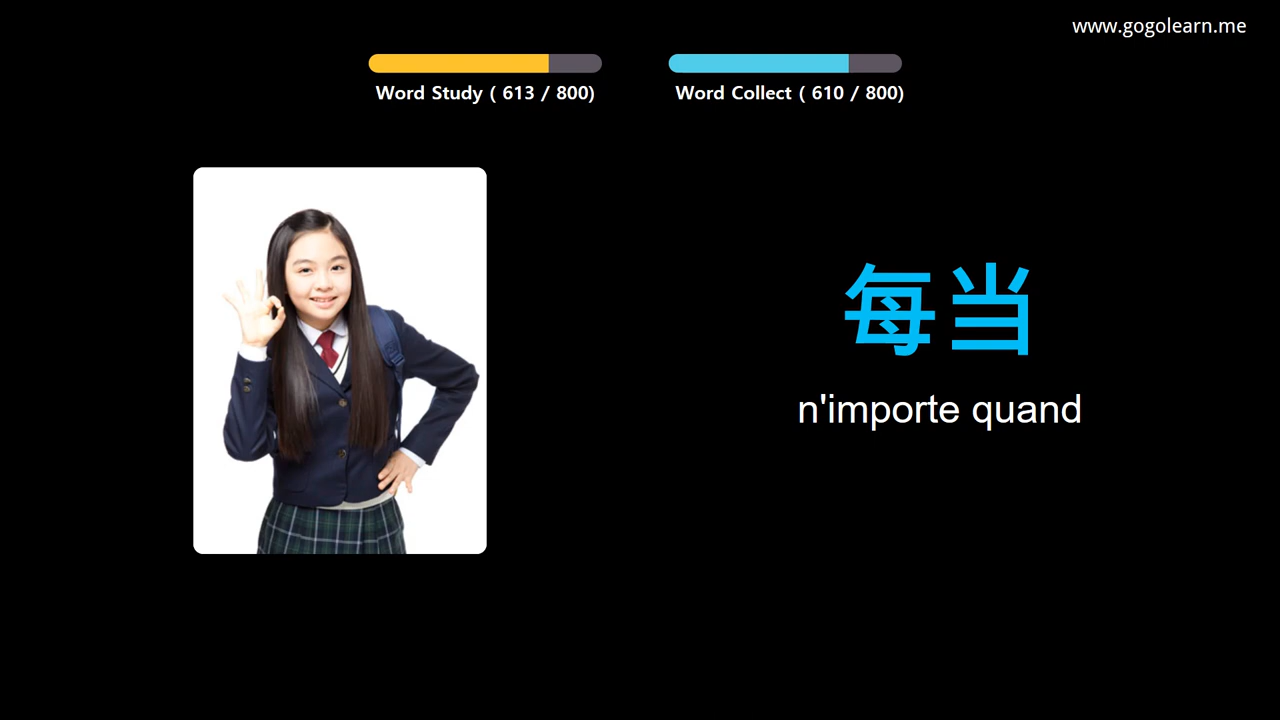 www.gogolearn.me
Word Study ( 613 / 800)
Word Collect ( 610 / 800)
每当
n'importe quand